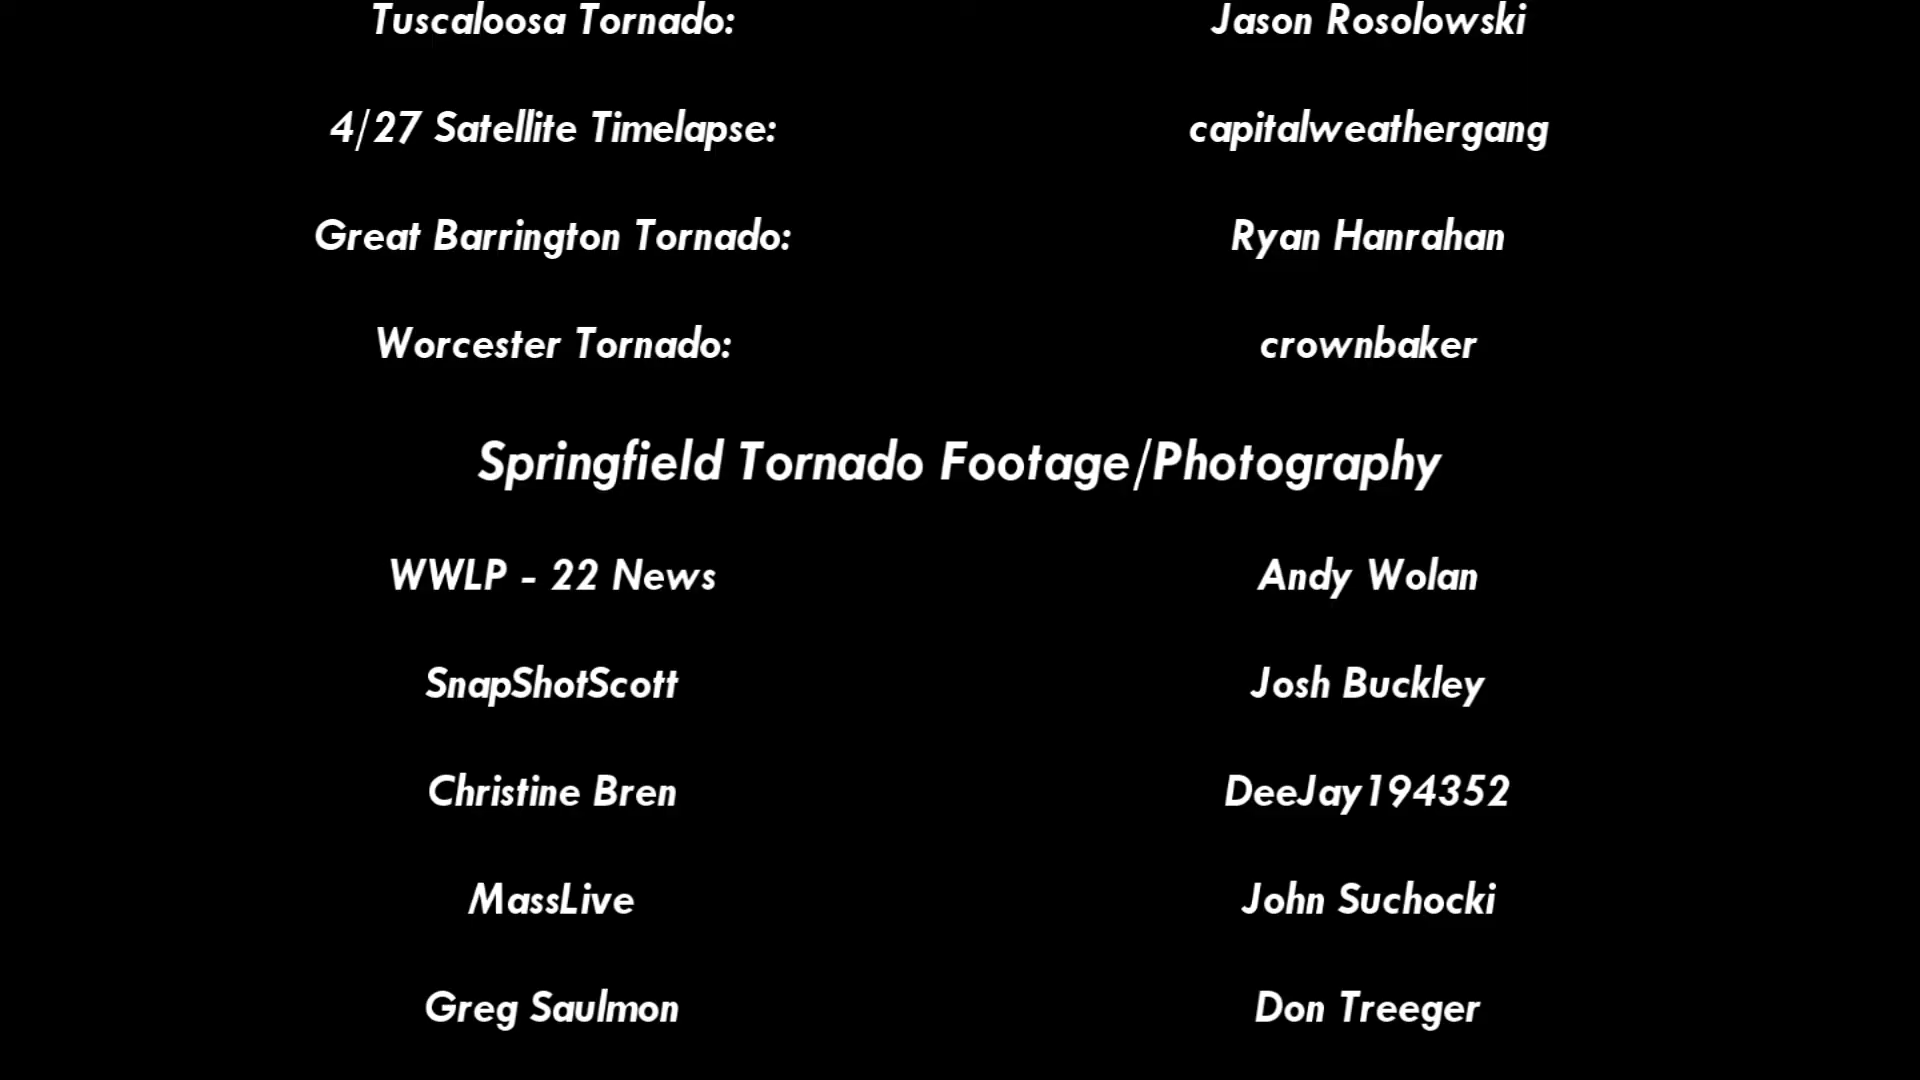 Tuscaloosa Tornado: Jason Rosolowski
4/27 Satellite Timelapse: capitalweathergang
Great Barrington Tornado: Ryan Hanrahan
Worcester Tornado: crownbaker
Springfield Tornado Footage/Photography
WWLP - 22 News Andy Wolan
SnapShotScott Josh Buckley
Christine Bren DeeJay194352
MassLive John Suchocki
Greg Saulmon Don Treeger